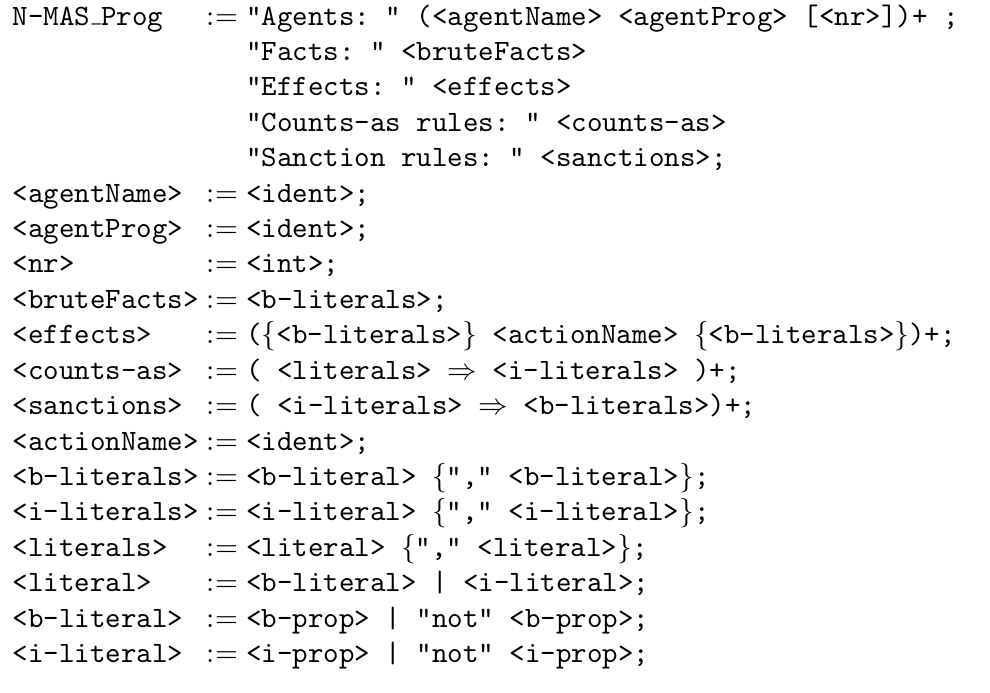 N-MAS_Prog := "Agents: " (<agentName> <agentProg> [<nr>])+ ;
"Facts: " <bruteFacts>
"Effects: " <effects>
"Counts-as rules: " <counts-as>
"Sanction rules: " <sanctions>;
<agentName> := <ident>;
<agentProg> := <ident>;
<nr> := <int>;
<bruteFacts> := <b-literals>;
<effects> := ({<b-literals>} <actionName> {<b-literals>})+;
<counts-as> := ( <literals> ⇒ <i-literals> )+;
<sanctions> := ( <i-literals> ⇒ <b-literals>)+;
<actionName> := <ident>;
<b-literals> := <b-literal> {"," <b-literal>};
<i-literals> := <i-literal> {"," <i-literal>};
<literals> := <literal> {"," <literal>};
<literal> := <b-literal> | <i-literal>;
<b-literal> := <b-prop> | "not" <b-prop>;
<i-literal> := <i-prop> | "not" <i-prop>;